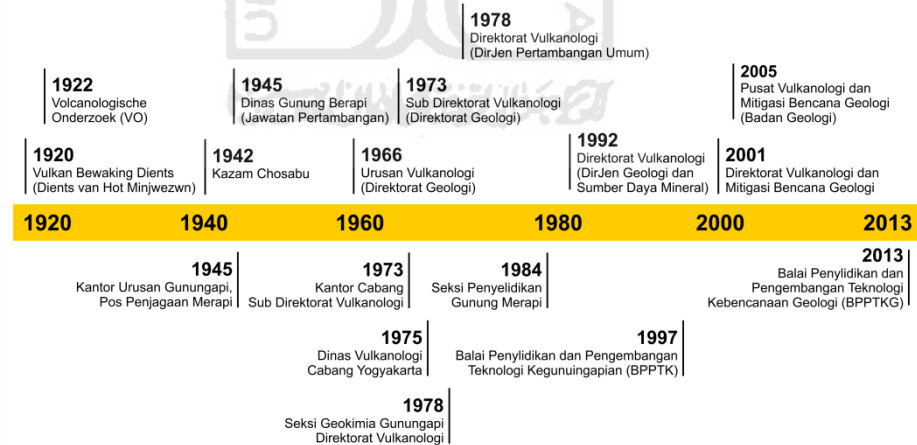 1978
Direktorat Vulkanologi
(DirJen Pertambangan Umum)
1922
Volcanologische
Onderzoek (VO)
1945
Dinas Gunung Berapi
(Jawatan Pertambangan)
1973
Sub Direktorat Vulkanologi
(Direktorat Geologi)
2005
Pusat Vulkanologi dan
Mitigasi Bencana Geologi
(Badan Geologi)
1920
Vulkan Bewaking Dients
(Dients van Hot Minjwezwn)
1942
Kazam Chosabu
1966
Urusan Vulkanologi
(Direktorat Geologi)
1992
Direktorat Vulkanologi
(DirJen Geologi dan
Sumber Daya Mineral)
2001
Direktorat Vulkanologi dan
Mitigasi Bencana Geologi
1920 1940 1960 1980 2000 2013
1945
Kantor Urusan Gunungapi,
Pos Penjagaan Merapi
1973
Kantor Cabang
Sub Direktorat Vulkanologi
1984
Seksi Penyelidikan
Gunung Merapi
2013
Balai Penylidikan dan
Pengembangan Teknologi
Kebencanaan Geologi (BPPTKG)
1975
Dinas Vulkanologi
Cabang Yogyakarta
1997
Balai Penylidikan dan Pengembangan
Teknologi Kegunuingapian (BPPTK)
1978
Seksi Geokimia Gunungapi
Direktorat Vulkanologi